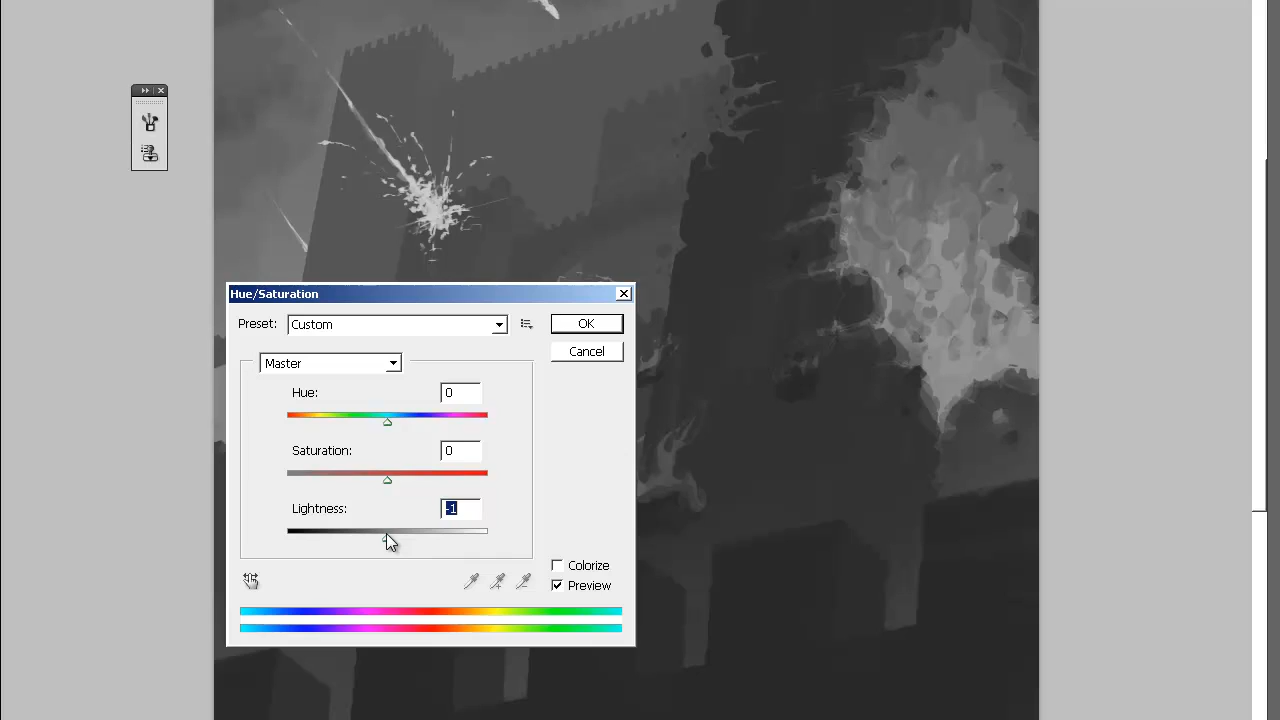 Hue/Saturation
Preset: Custom
OK
Cancel
Master
Hue: 0
Saturation: 0
Lightness: -1
Colorize
Preview